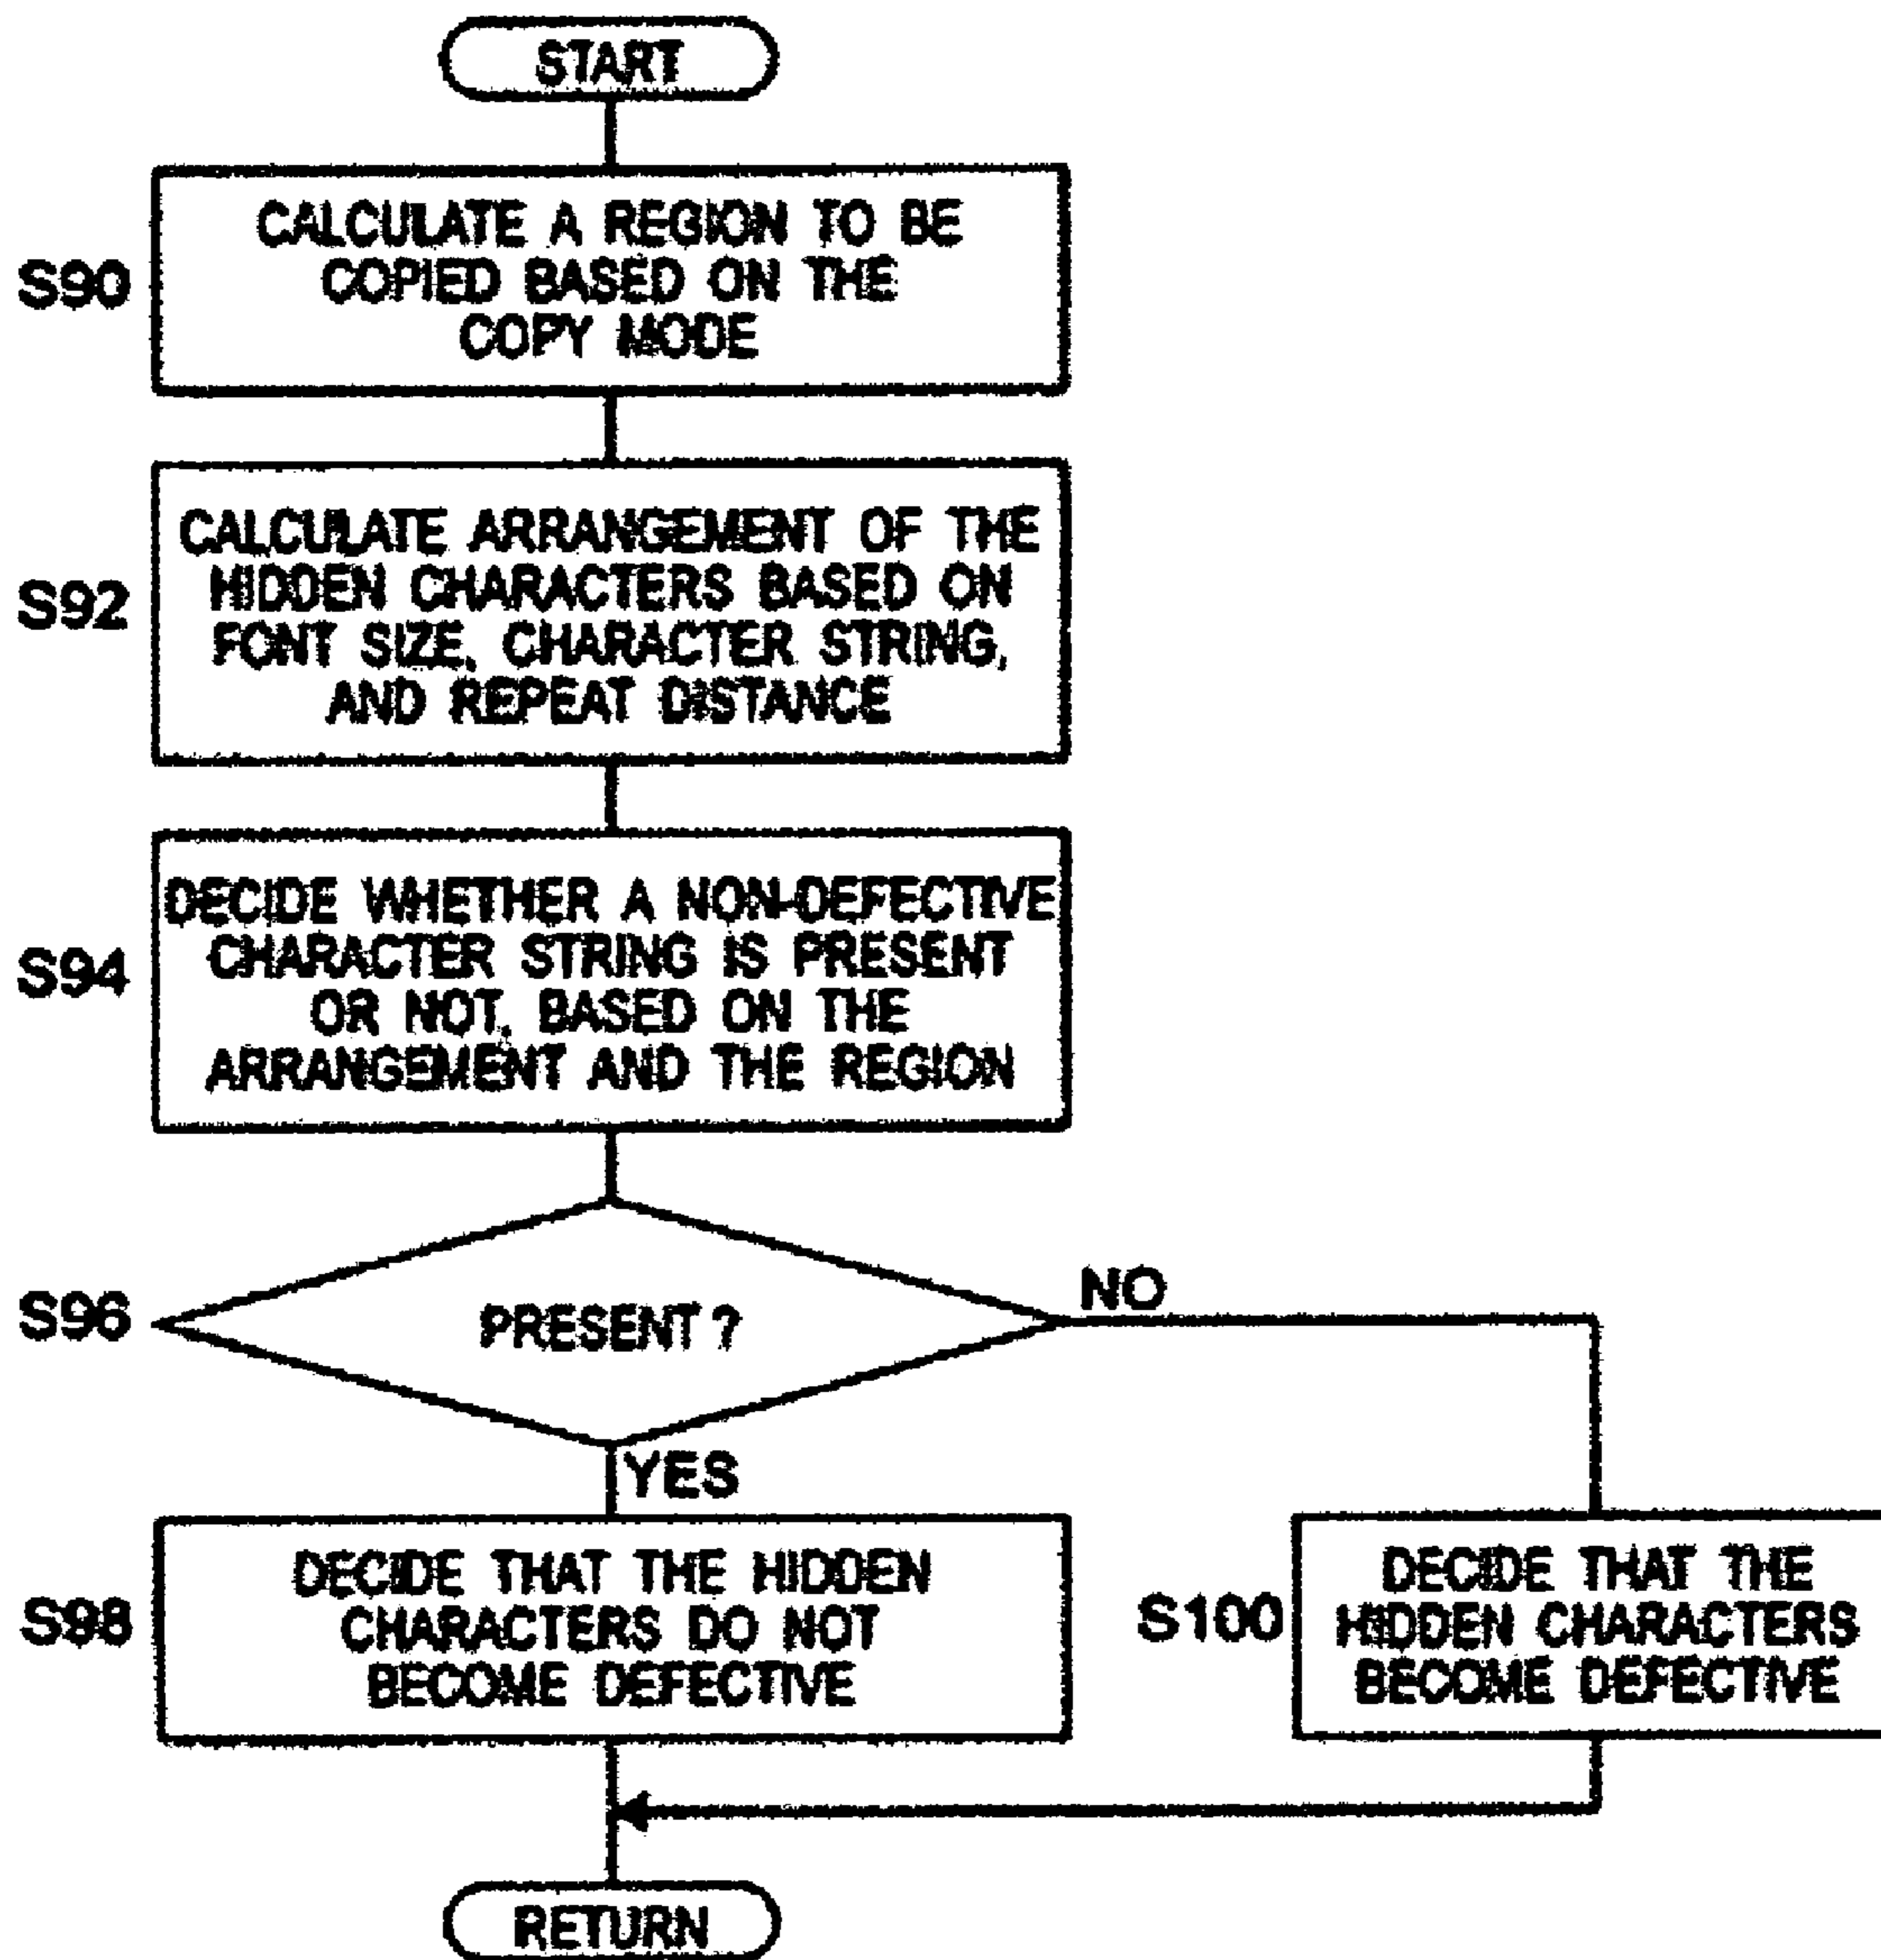 START
S90
CALCULATE A REGION TO BE
COPIED BASED ON THE
COPY MODE
S92
CALCULATE ARRANGEMENT OF THE
HIDDEN CHARACTERS BASED ON
FONT SIZE, CHARACTER STRING,
AND REPEAT DISTANCE
S94
DECIDE WHETHER A NON-DEFECTIVE
CHARACTER STRING IS PRESENT
OR NOT, BASED ON THE
ARRANGEMENT AND THE REGION
S96
PRESENT ?
NO
YES
S98
DECIDE THAT THE HIDDEN
CHARACTERS DO NOT
BECOME DEFECTIVE
S100
DECIDE THAT THE
HIDDEN CHARACTERS
BECOME DEFECTIVE
RETURN